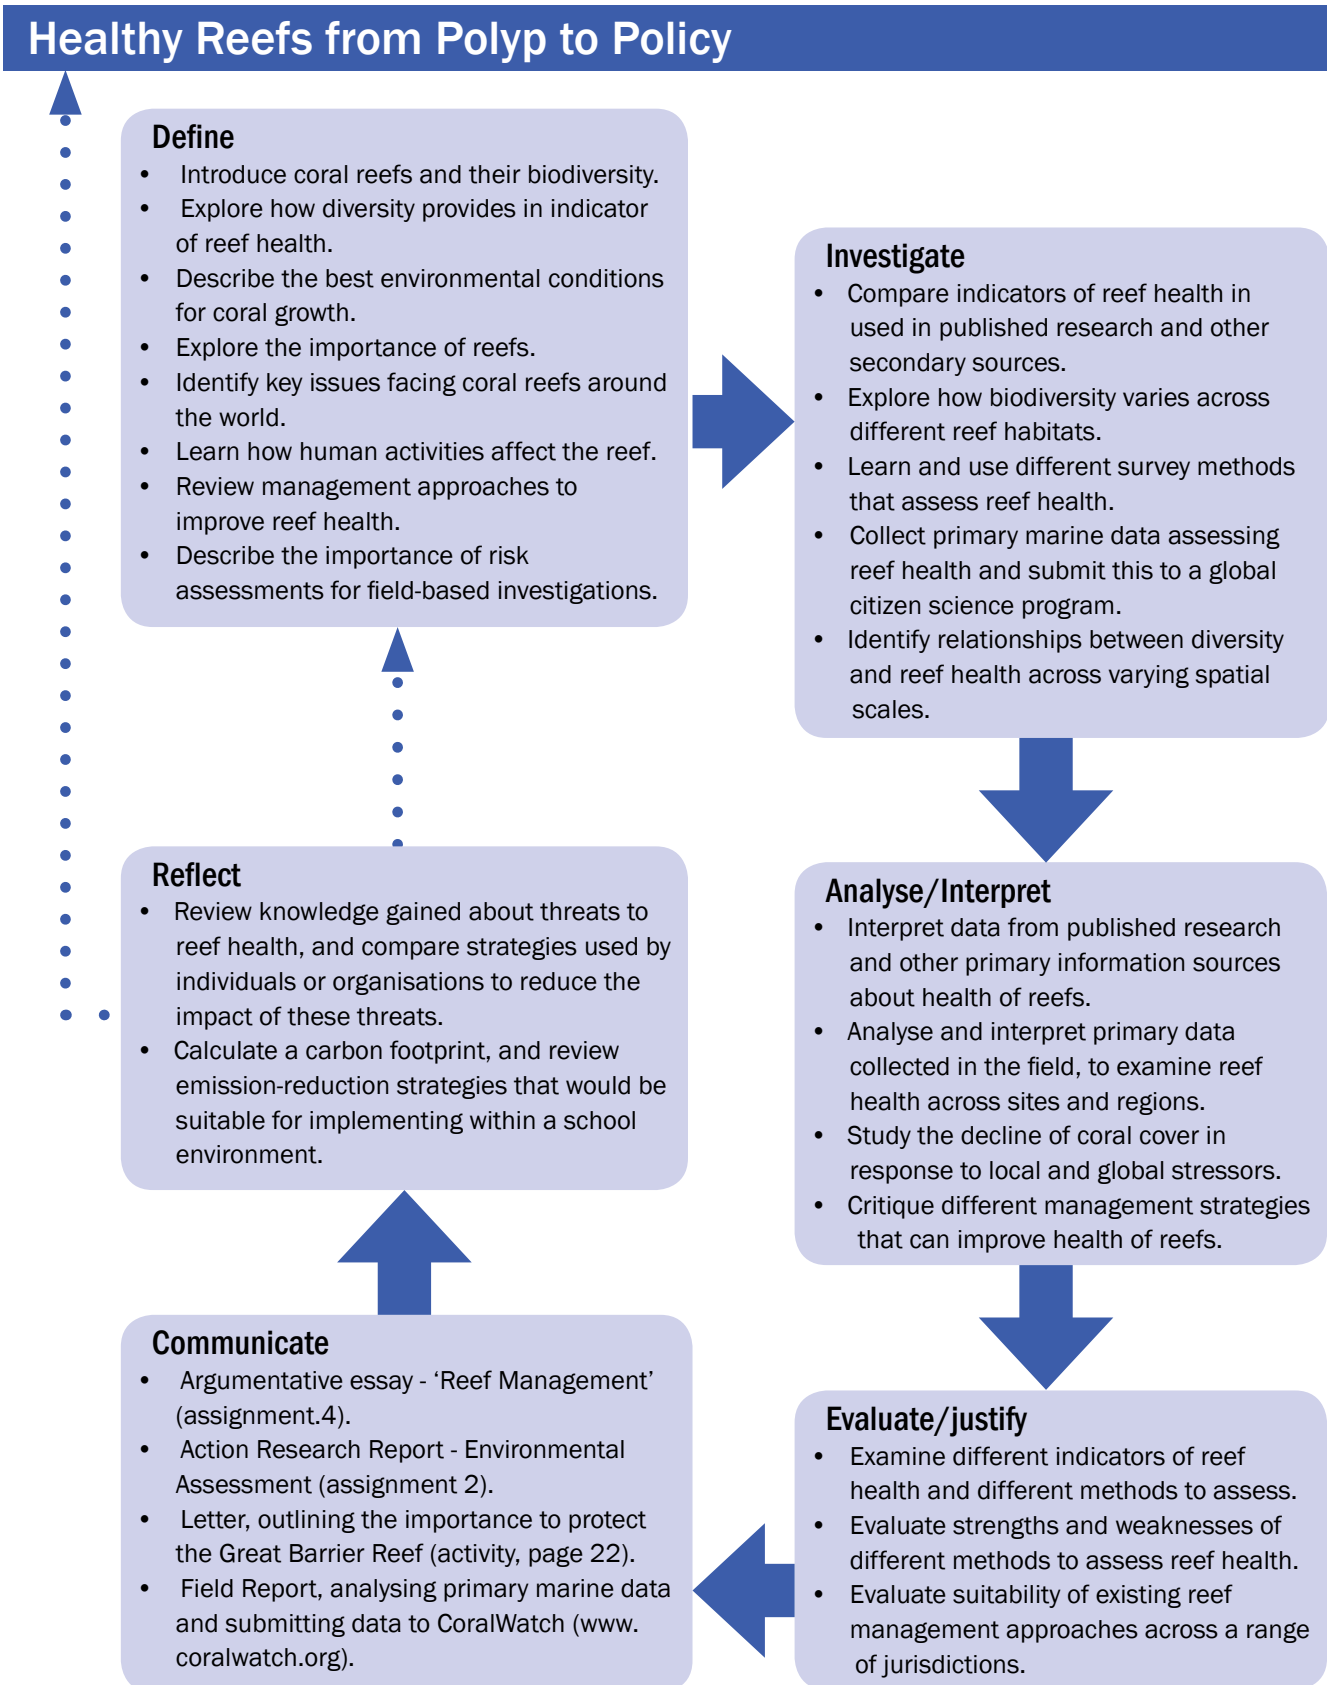 Healthy Reefs from Polyp to Policy
Define
• Introduce coral reefs and their biodiversity.
• Explore how diversity provides in indicator
of reef health.
• Describe the best environmental conditions
for coral growth.
• Explore the importance of reefs.
• Identify key issues facing coral reefs around
the world.
• Learn how human activities affect the reef.
• Review management approaches to
improve reef health.
• Describe the importance of risk
assessments for field-based investigations.
Investigate
• Compare indicators of reef health in
used in published research and other
secondary sources.
• Explore how biodiversity varies across
different reef habitats.
• Learn and use different survey methods
that assess reef health.
• Collect primary marine data assessing
reef health and submit this to a global
citizen science program.
• Identify relationships between diversity
and reef health across varying spatial
scales.
Analyse/Interpret
• Interpret data from published research
and other primary information sources
about health of reefs.
• Analyse and interpret primary data
collected in the field, to examine reef
health across sites and regions.
• Study the decline of coral cover in
response to local and global stressors.
• Critique different management strategies
that can improve health of reefs.
Evaluate/justify
• Examine different indicators of reef
health and different methods to assess.
• Evaluate strengths and weaknesses of
different methods to assess reef health.
• Evaluate suitability of existing reef
management approaches across a range
of jurisdictions.
Communicate
• Argumentative essay - ‘Reef Management’
(assignment.4).
• Action Research Report - Environmental
Assessment (assignment 2).
• Letter, outlining the importance to protect
the Great Barrier Reef (activity, page 22).
• Field Report, analysing primary marine data
and submitting data to CoralWatch (www.
coralwatch.org).
Reflect
• Review knowledge gained about threats to
reef health, and compare strategies used by
individuals or organisations to reduce the
impact of these threats.
• Calculate a carbon footprint, and review
emission-reduction strategies that would be
suitable for implementing within a school
environment.